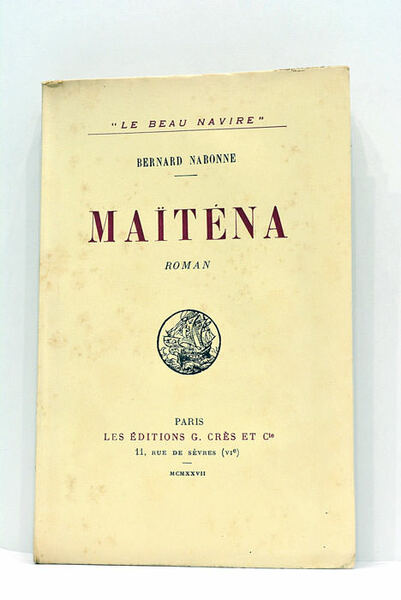 "LE BEAU NAVIRE"
BERNARD NABONNE
MAÏTÉNA
ROMAN
PARIS
LES ÉDITIONS G. CRÈS ET Cie
11, RUE DE SÈVRES (VIe)
MCMXXVII